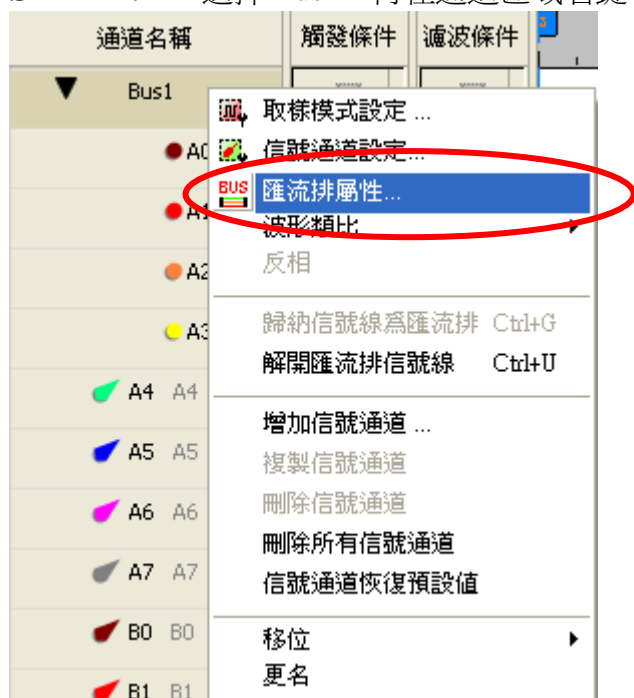 通道名稱 觸發條件 濾波條件
Bus1
取樣模式設定 ...
信號通道設定...
BUS 匯流排屬性...
波形類比
反相
歸納信號線為匯流排 Ctrl+G
解開匯流排信號線 Ctrl+U
增加信號通道 ...
複製信號通道
刪除信號通道
刪除所有信號通道
信號通道恢復預設值
移位
更名
A0
A1
A2
A3
A4 A4
A5 A5
A6 A6
A7 A7
B0 B0
B1 B1